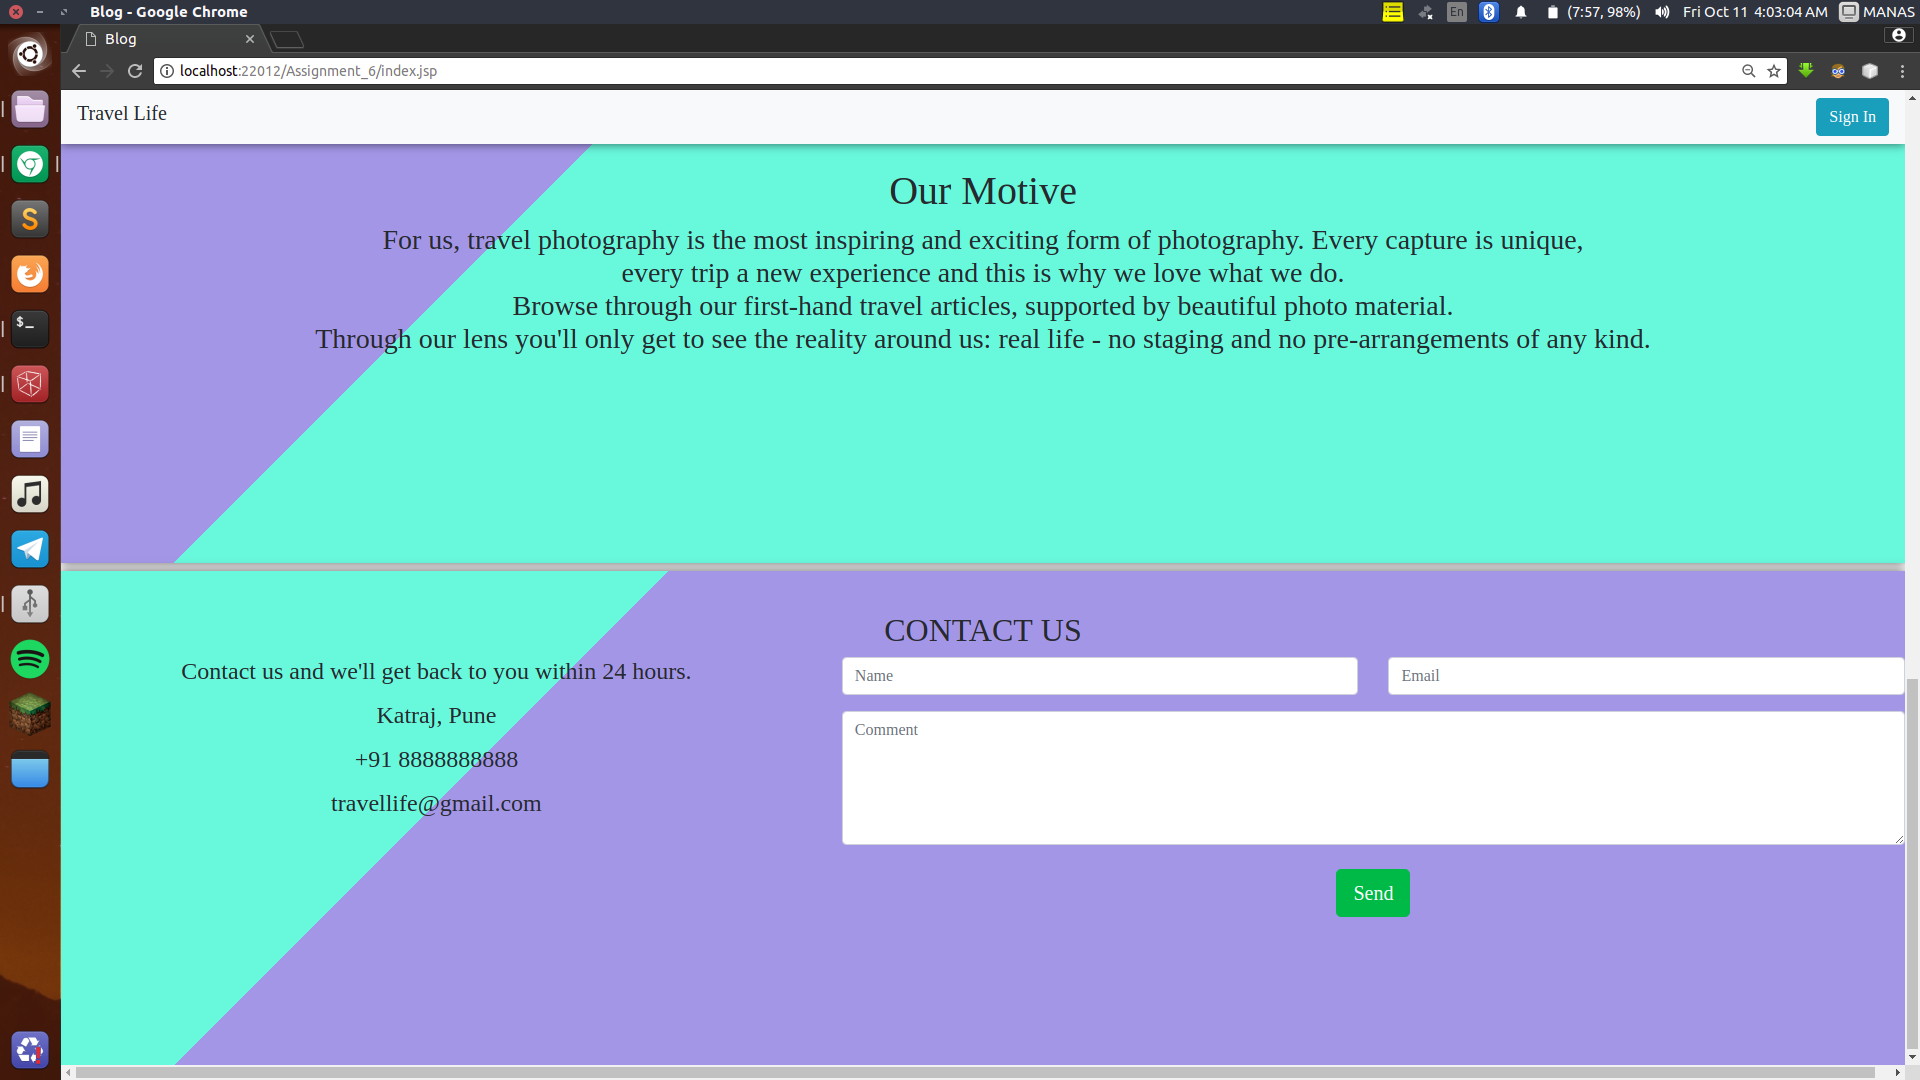 Blog - Google Chrome
En
(7:57, 98%)
Fri Oct 11 4:03:04 AM
MANAS
Blog
localhost:22012/Assignment_6/index.jsp
Travel Life
Sign In
Our Motive
For us, travel photography is the most inspiring and exciting form of photography. Every capture is unique,
every trip a new experience and this is why we love what we do.
Browse through our first-hand travel articles, supported by beautiful photo material.
Through our lens you'll only get to see the reality around us: real life - no staging and no pre-arrangements of any kind.
CONTACT US
Contact us and we'll get back to you within 24 hours.
Katraj, Pune
+91 8888888888
travellife@gmail.com
Name
Email
Comment
Send